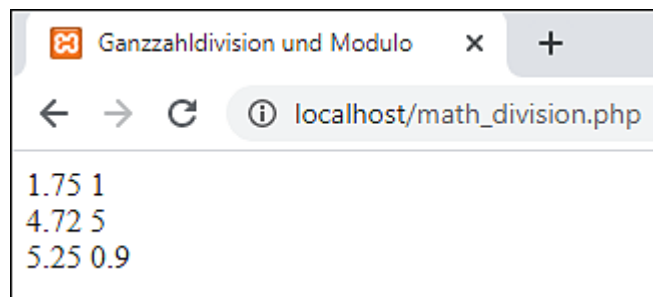 Ganzzahldivision und Modulo
localhost/math_division.php
1.75 1
4.72 5
5.25 0.9